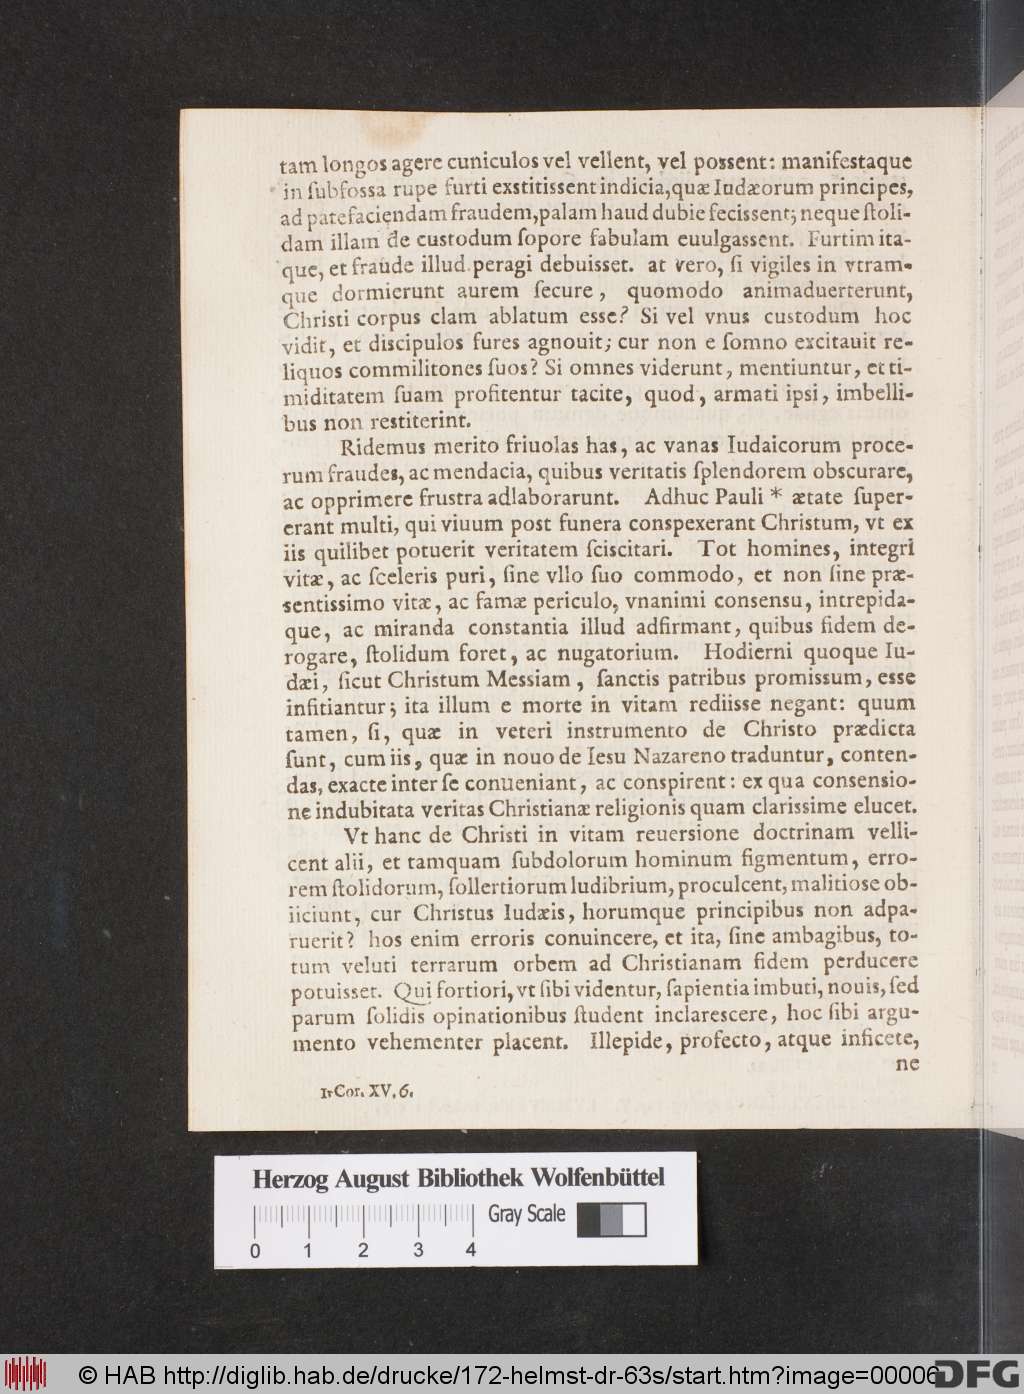 tam longos agere cuniculos vel vellent, vel possent: manifestaque
in ſubfossa rupe furti exstitissent indicia, quæ Iudæorum principes,
ad patefaciendam fraudem, palam haud dubie fecissent; neque ſtoli-
dam illam de custodum ſopore fabulam euulgassent. Furtim ita-
que, et fraude illud peragi debuisset. at vero, ſi vigiles in vtram-
que dormierunt aurem ſecure, quomodo animaduerterunt,
Christi corpus clam ablatum esse? Si vel vnus custodum hoc
vidit, et discipulos fures agnouit; cur non e ſomno excitauit re-
liquos commilitones ſuos? Si omnes viderunt, mentiuntur, et ti-
miditatem ſuam profitentur tacite, quod, armati ipsi, imbelli-
bus non restiterint.
Ridemus merito friuolas has, ac vanas Iudaicorum proce-
rum fraudes, ac mendacia, quibus veritatis ſplendorem obscurare,
ac opprimere frustra adlaborarunt. Adhuc Pauli * ætate ſuper-
erant multi, qui viuum post funera conspexerant Christum, vt ex
iis quilibet potuerit veritatem ſciscitari. Tot homines, integri
vitæ, ac ſceleris puri, ſine vllo ſuo commodo, et non ſine præ-
sentissimo vitæ, ac famæ periculo, vnanimi consensu, intrepida-
que, ac miranda constantia illud adfirmant, quibus fidem de-
rogare, ſtolidum foret, ac nugatorium. Hodierni quoque Iu-
dæi, ſicut Christum Messiam, ſanctis patribus promissum, esse
infitiantur; ita illum e morte in vitam rediisse negant: quum
tamen, ſi, quæ in veteri instrumento de Christo prædicta
ſunt, cum iis, quæ in nouo de Iesu Nazareno traduntur, conten-
das, exacte inter ſe conueniant, ac conspirent: ex qua consensio-
ne indubitata veritas Christianæ religionis quam clarissime elucet.
Vt hanc de Christi in vitam reuersione doctrinam velli-
cent alii, et tamquam ſubdolorum hominum figmentum, erro-
rem ſtolidorum, ſollertiorum ludibrium, proculcent, malitiose ob-
iiciunt, cur Christus Iudæis, horumque principibus non adpa-
ruerit? hos enim erroris conuincere, et ita, ſine ambagibus, to-
tum veluti terrarum orbem ad Christianam fidem perducere
potuisset. Qui fortiori, vt ſibi videntur, ſapientia imbuti, nouis, ſed
parum ſolidis opinationibus ſtudent inclarescere, hoc ſibi argu-
mento vehementer placent. Illepide, profecto, atque inficete,
ne
1. Cor. XV, 6.
Herzog August Bibliothek Wolfenbüttel
Gray Scale
0 1 2 3 4
© HAB http://diglib.hab.de/drucke/172-helmst-dr-63s/start.htm?image=00006
DFG